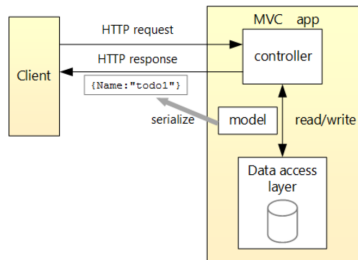 MVC app
HTTP request
controller
HTTP response
Client
{Name:"todo1"}
serialize
model
read/write
Data access
layer